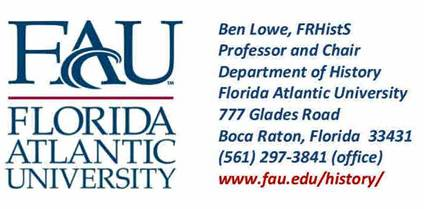 FAU™
FLORIDA
ATLANTIC
UNIVERSITY
Ben Lowe, FRHistS
Professor and Chair
Department of History
Florida Atlantic University
777 Glades Road
Boca Raton, Florida 33431
(561) 297-3841 (office)
www.fau.edu/history/